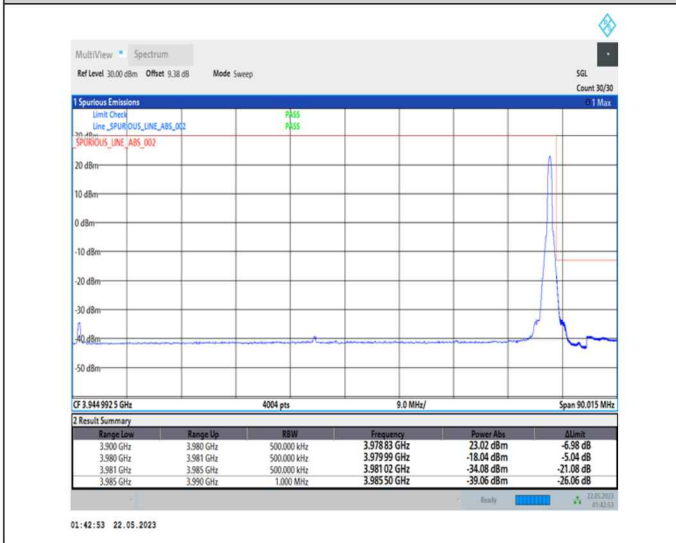 MultiView Spectrum
Ref Level 30.00 dBm Offset 9.38 dB Mode Sweep SGL
Count 30/30
1 Spurious Emissions 1 Max
Limit Check PASS
Line _SPURIOUS_LINE_ABS_002 PASS
_SPURIOUS_LINE_ABS_002
20 dBm
10 dBm
0 dBm
-10 dBm
-20 dBm
-30 dBm
-40 dBm
-50 dBm
CF 3.944 992 5 GHz 4004 pts 9.0 MHz/ Span 90.015 MHz
2 Result Summary
Range Low Range Up RBW Frequency Power Abs ΔLimit
3.900 GHz 3.980 GHz 500.000 kHz 3.978 83 GHz 23.02 dBm -6.98 dB
3.980 GHz 3.981 GHz 500.000 kHz 3.979 99 GHz -18.04 dBm -5.04 dB
3.981 GHz 3.985 GHz 500.000 kHz 3.981 02 GHz -34.08 dBm -21.08 dB
3.985 GHz 3.990 GHz 1.000 MHz 3.985 50 GHz -39.06 dBm -26.06 dB
Ready 22.05.2023
01:42:53
01:42:53 22.05.2023